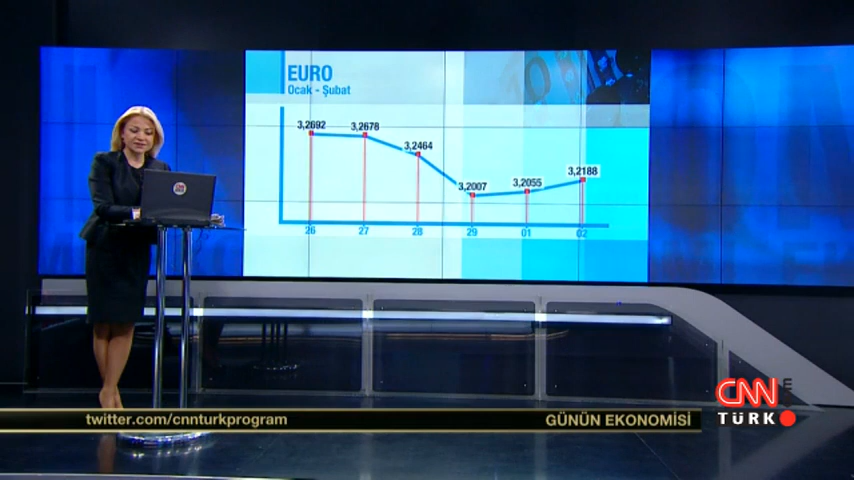 EURO
Ocak - Şubat
3,2692
3,2678
3,2464
3,2007
3,2055
3,2188
26
27
28
29
01
02
twitter.com/cnnturkprogram
GÜNÜN EKONOMİSİ
CNN
TÜRK